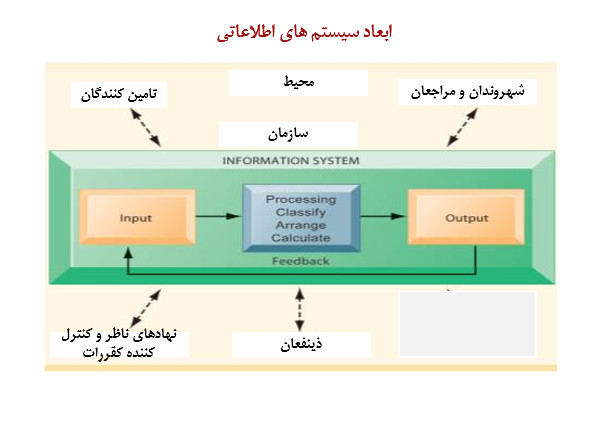 ابعاد سیستم های اطلاعاتی
محیط
تامین کنندگان
شهروندان و مراجعان
سازمان
INFORMATION SYSTEM
Input
Processing
Classify
Arrange
Calculate
Output
Feedback
نهادهای ناظر و کنترل
کننده کقررات
ذینفعان